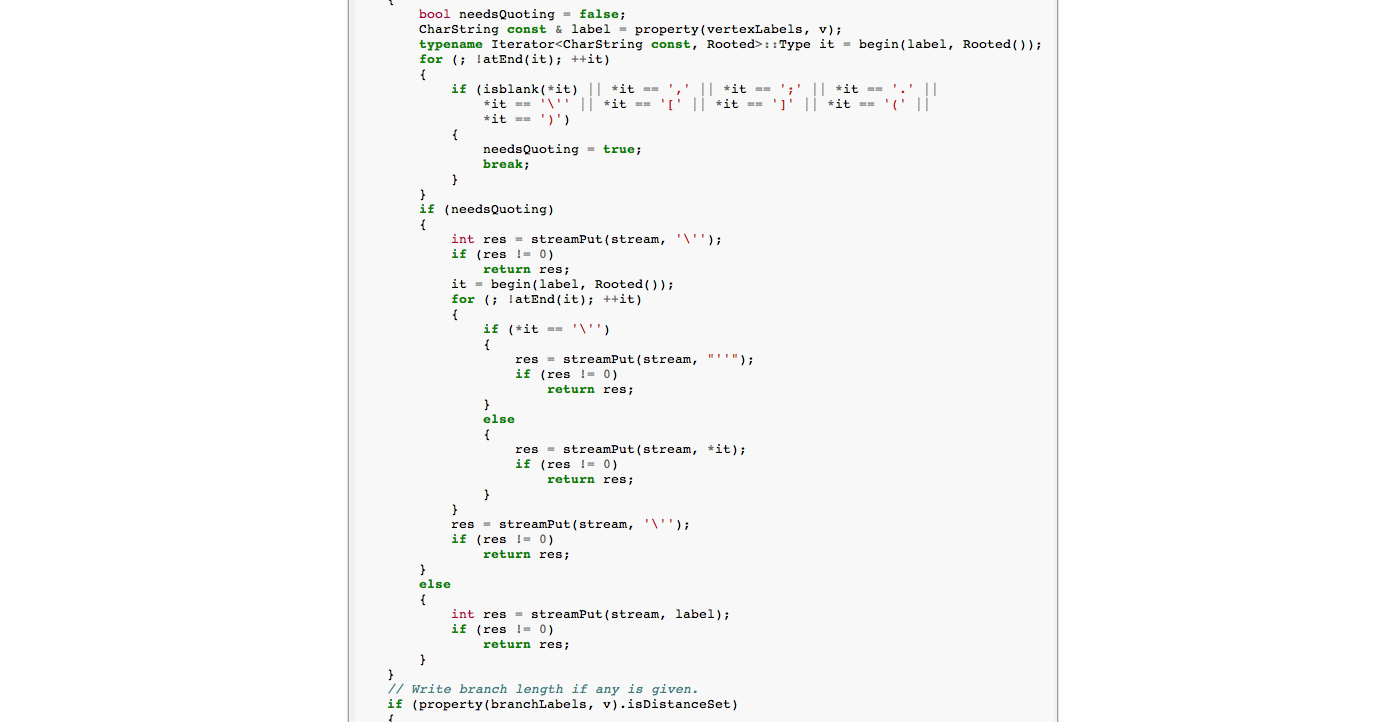 {
bool needsQuoting = false;
CharString const & label = property(vertexLabels, v);
typename Iterator<CharString const, Rooted>::Type it = begin(label, Rooted());
for (; !atEnd(it); ++it)
{
if (isblank(*it) || *it == ',' || *it == ';' || *it == '.' ||
*it == '\'' || *it == '[' || *it == ']' || *it == '(' ||
*it == ')')
{
needsQuoting = true;
break;
}
}
if (needsQuoting)
{
int res = streamPut(stream, '\'');
if (res != 0)
return res;
it = begin(label, Rooted());
for (; !atEnd(it); ++it)
{
if (*it == '\'')
{
res = streamPut(stream, "''");
if (res != 0)
return res;
}
else
{
res = streamPut(stream, *it);
if (res != 0)
return res;
}
}
res = streamPut(stream, '\'');
if (res != 0)
return res;
}
else
{
int res = streamPut(stream, label);
if (res != 0)
return res;
}
}
// Write branch length if any is given.
if (property(branchLabels, v).isDistanceSet)
{